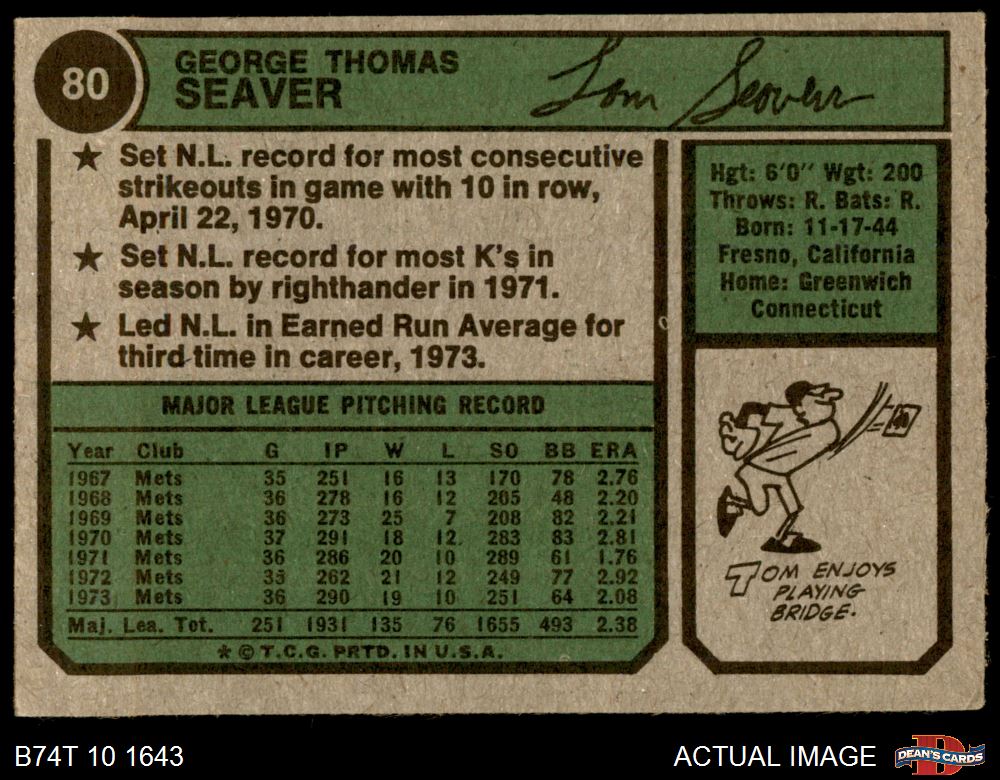 80
GEORGE THOMAS
SEAVER
Tom Seaver
★ Set N.L. record for most consecutive
strikeouts in game with 10 in row,
April 22, 1970.
★ Set N.L. record for most K's in
season by righthander in 1971.
★ Led N.L. in Earned Run Average for
third time in career, 1973.
MAJOR LEAGUE PITCHING RECORD
Year Club G IP W L SO BB ERA
1967 Mets 35 251 16 13 170 78 2.76
1968 Mets 36 278 16 12 205 48 2.20
1969 Mets 36 273 25 7 208 82 2.21
1970 Mets 37 291 18 12 283 83 2.81
1971 Mets 36 286 20 10 289 61 1.76
1972 Mets 35 262 21 12 249 77 2.92
1973 Mets 36 290 19 10 251 64 2.08
Maj. Lea. Tot. 251 1931 135 76 1655 493 2.38
★ © T.C.G. PRTD. IN U.S.A.
Hgt: 6'0" Wgt: 200
Throws: R. Bats: R.
Born: 11-17-44
Fresno, California
Home: Greenwich
Connecticut
TOM ENJOYS
PLAYING
BRIDGE.
B74T 10 1643
ACTUAL IMAGE
DEAN'S CARDS